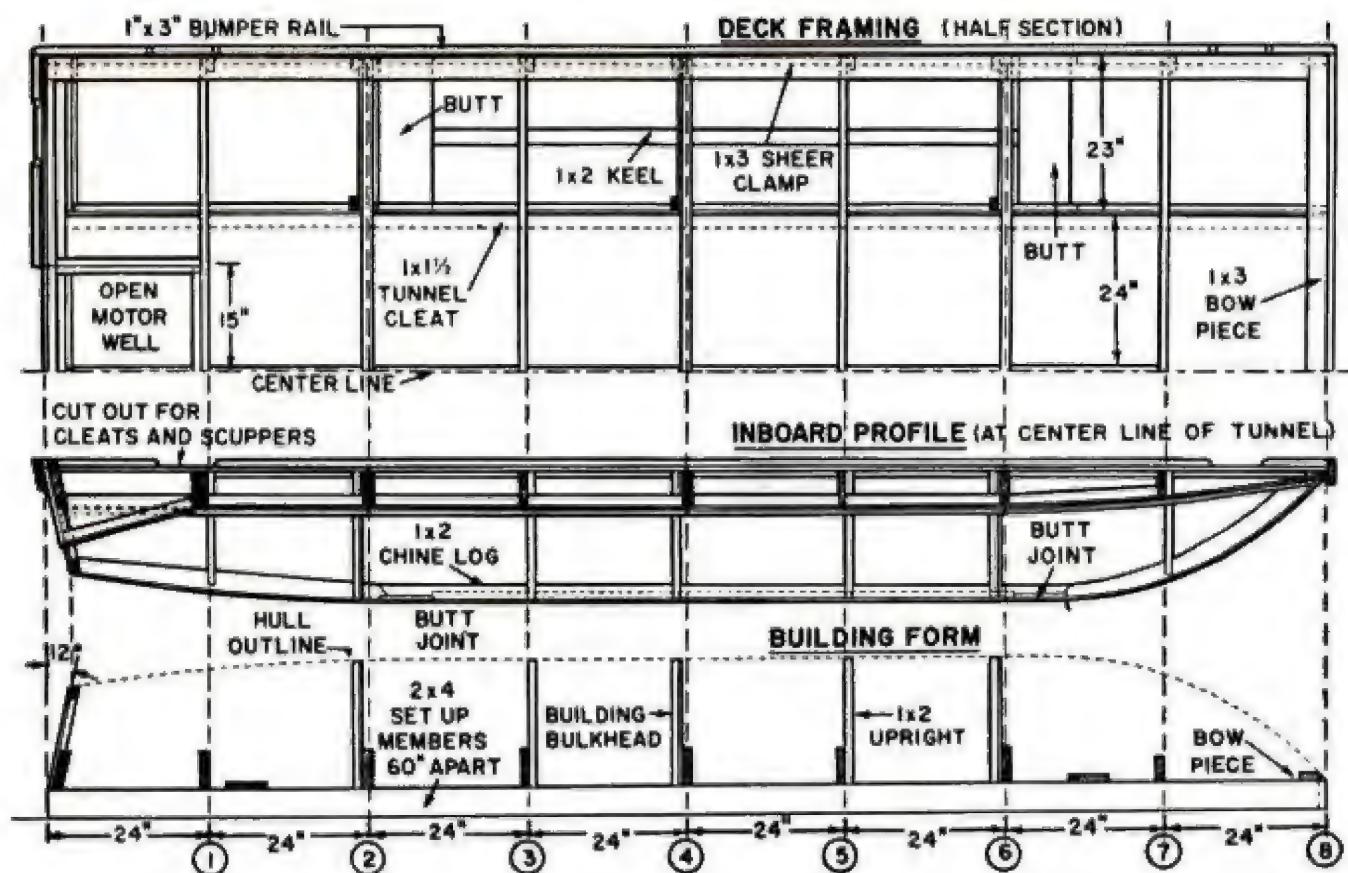 1"x 3" BUMPER RAIL
DECK FRAMING (HALF SECTION)
BUTT
1x2 KEEL
1x3 SHEER
CLAMP
23"
BUTT
1x1½
TUNNEL
CLEAT
24"
1x3
BOW
PIECE
OPEN
MOTOR
WELL
15"
CENTER LINE
CUT OUT FOR
CLEATS AND SCUPPERS
INBOARD PROFILE (AT CENTER LINE OF TUNNEL)
1x2
CHINE LOG
BUTT
JOINT
HULL
OUTLINE
BUTT
JOINT
BUILDING FORM
12°
2x4
SET UP
MEMBERS
60" APART
BUILDING
BULKHEAD
1x2
UPRIGHT
BOW
PIECE
24" 24" 24" 24" 24" 24" 24" 24"
1 2 3 4 5 6 7 8